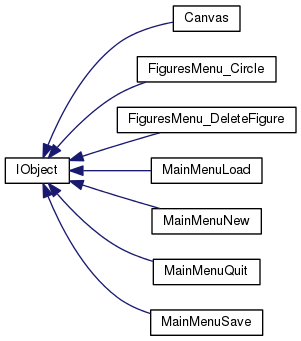 Canvas
FiguresMenu_Circle
FiguresMenu_DeleteFigure
IObject
MainMenuLoad
MainMenuNew
MainMenuQuit
MainMenuSave